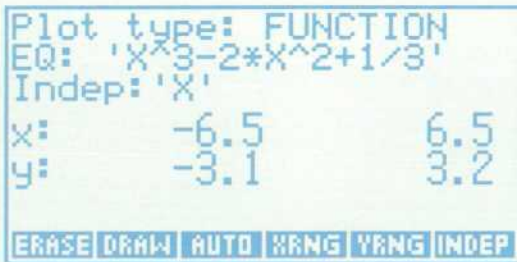 Plot type: FUNCTION
EQ: 'X^3-2*X^2+1/3'
Indep:'X'
x: -6.5 6.5
y: -3.1 3.2
ERASE DRAW AUTO XRNG YRNG INDEP